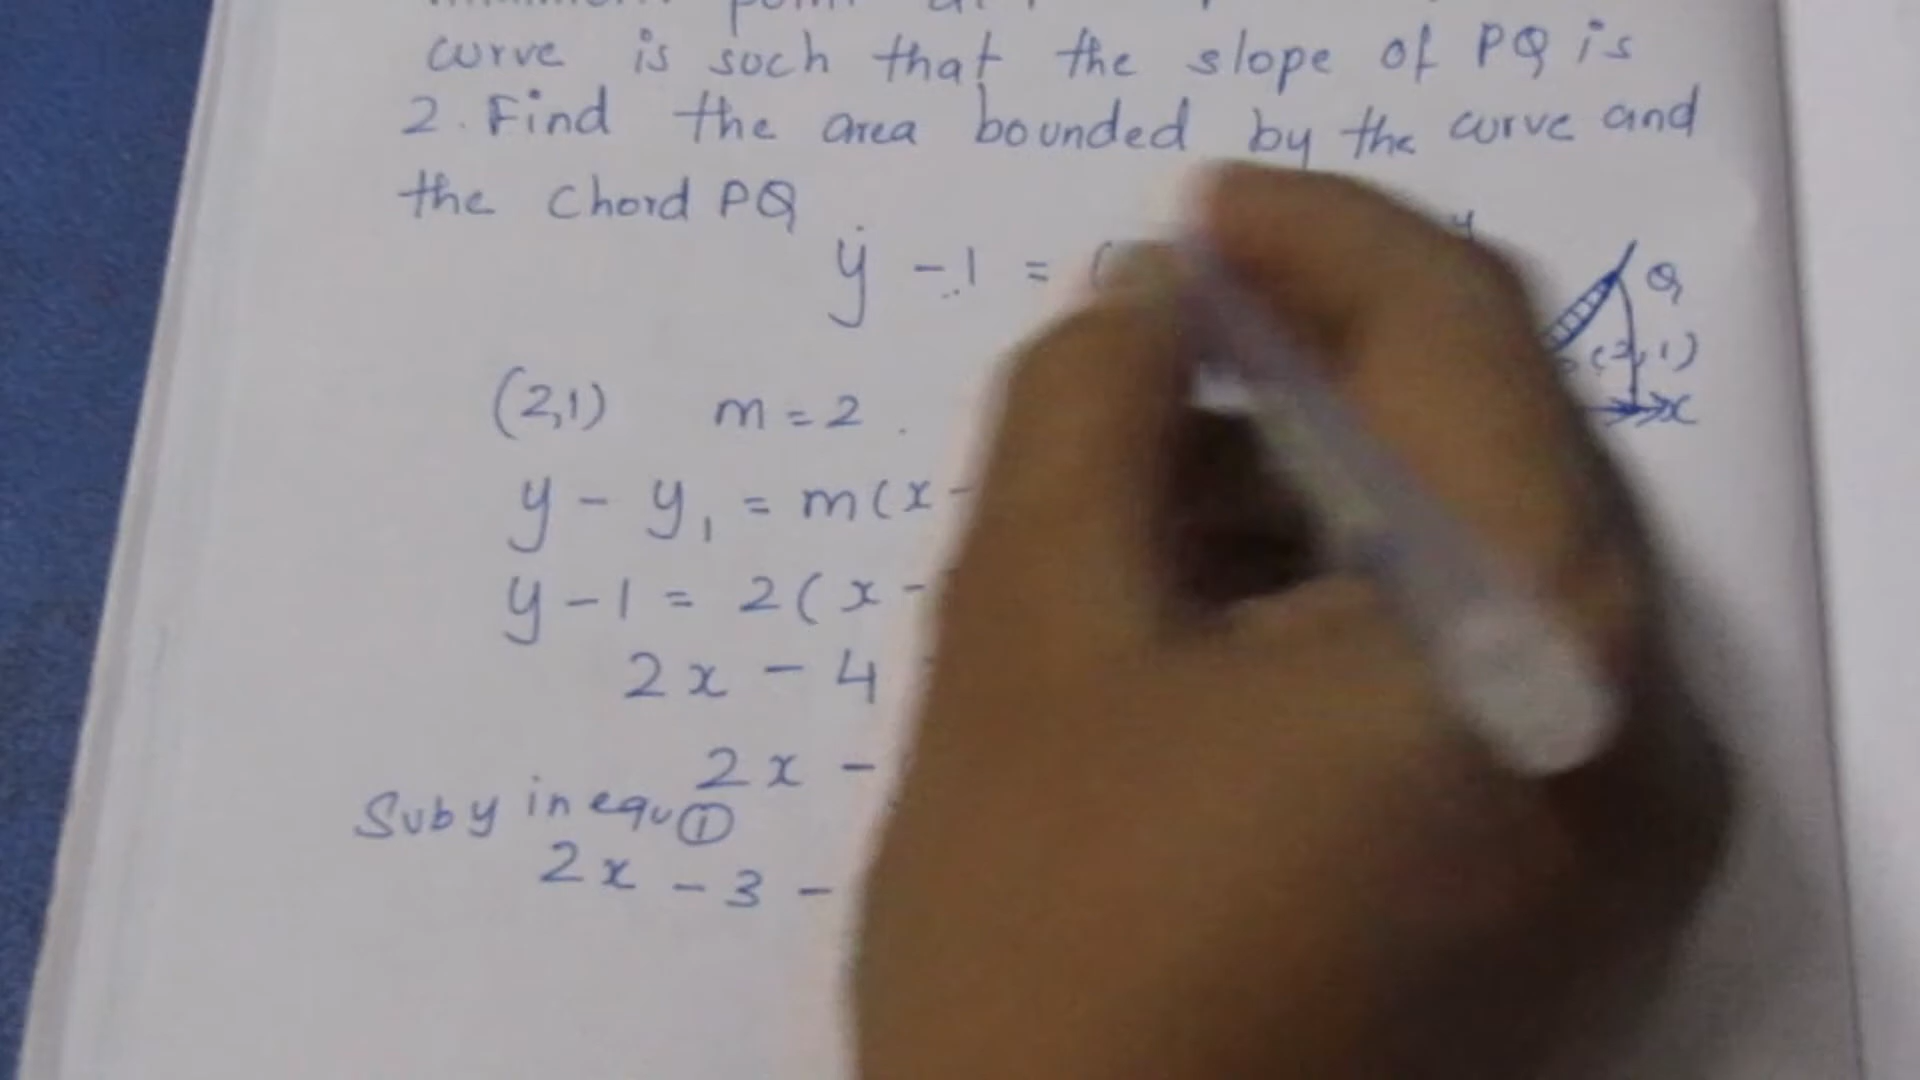 curve is such that the slope of PQ is
2. Find the area bounded by the curve and
the chord PQ
y - 1 = (
y
Q
(2,1)
x
(2,1) m = 2
y - y₁ = m(x -
y - 1 = 2(x -
2x - 4
2x -
Sub y in equ ①
2x - 3 -